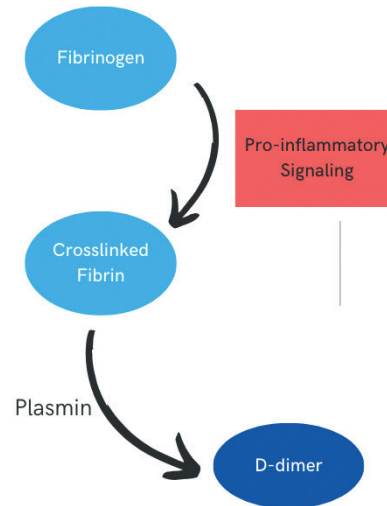 Fibrinogen
Pro-inflammatory
Signaling
Crosslinked
Fibrin
Plasmin
D-dimer